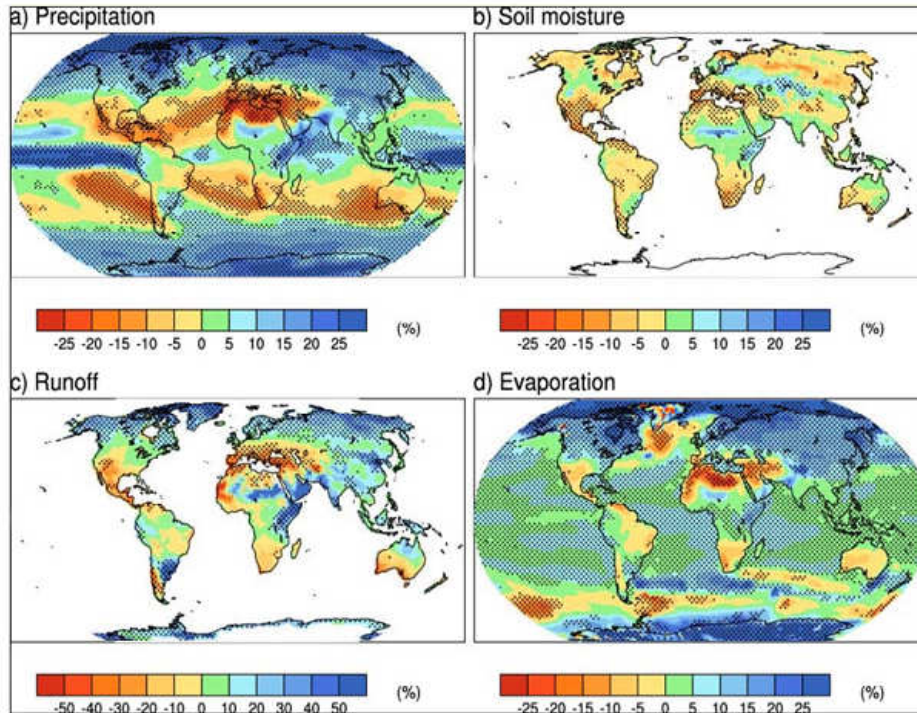 a) Precipitation
b) Soil moisture
-25 -20 -15 -10 -5 0 5 10 15 20 25 (%)
-25 -20 -15 -10 -5 0 5 10 15 20 25 (%)
c) Runoff
d) Evaporation
-50 -40 -30 -20 -10 0 10 20 30 40 50 (%)
-25 -20 -15 -10 -5 0 5 10 15 20 25 (%)